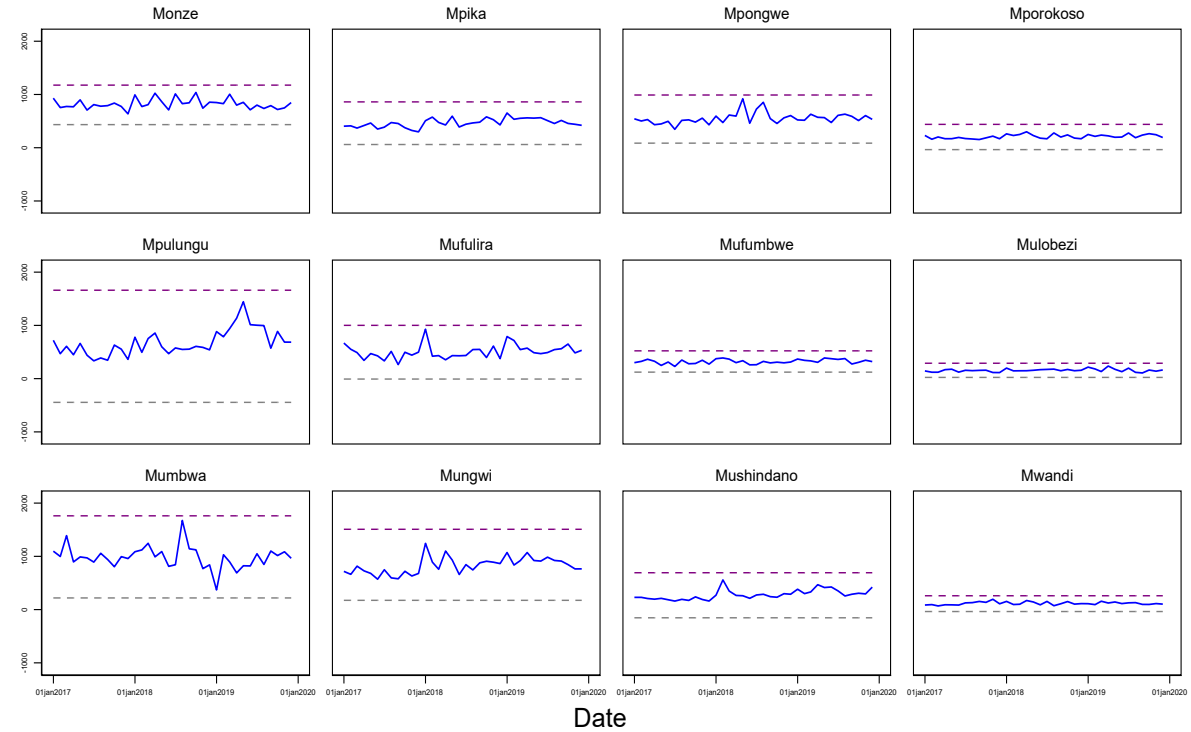 Monze Mpika Mpongwe Mporokoso
2000
1000
0
-1000
Mpulungu Mufulira Mufumbwe Mulobezi
2000
1000
0
-1000
Mumbwa Mungwi Mushindano Mwandi
2000
1000
0
-1000
01jan2017 01jan2018 01jan2019 01jan2020 01jan2017 01jan2018 01jan2019 01jan2020 01jan2017 01jan2018 01jan2019 01jan2020 01jan2017 01jan2018 01jan2019 01jan2020
Date